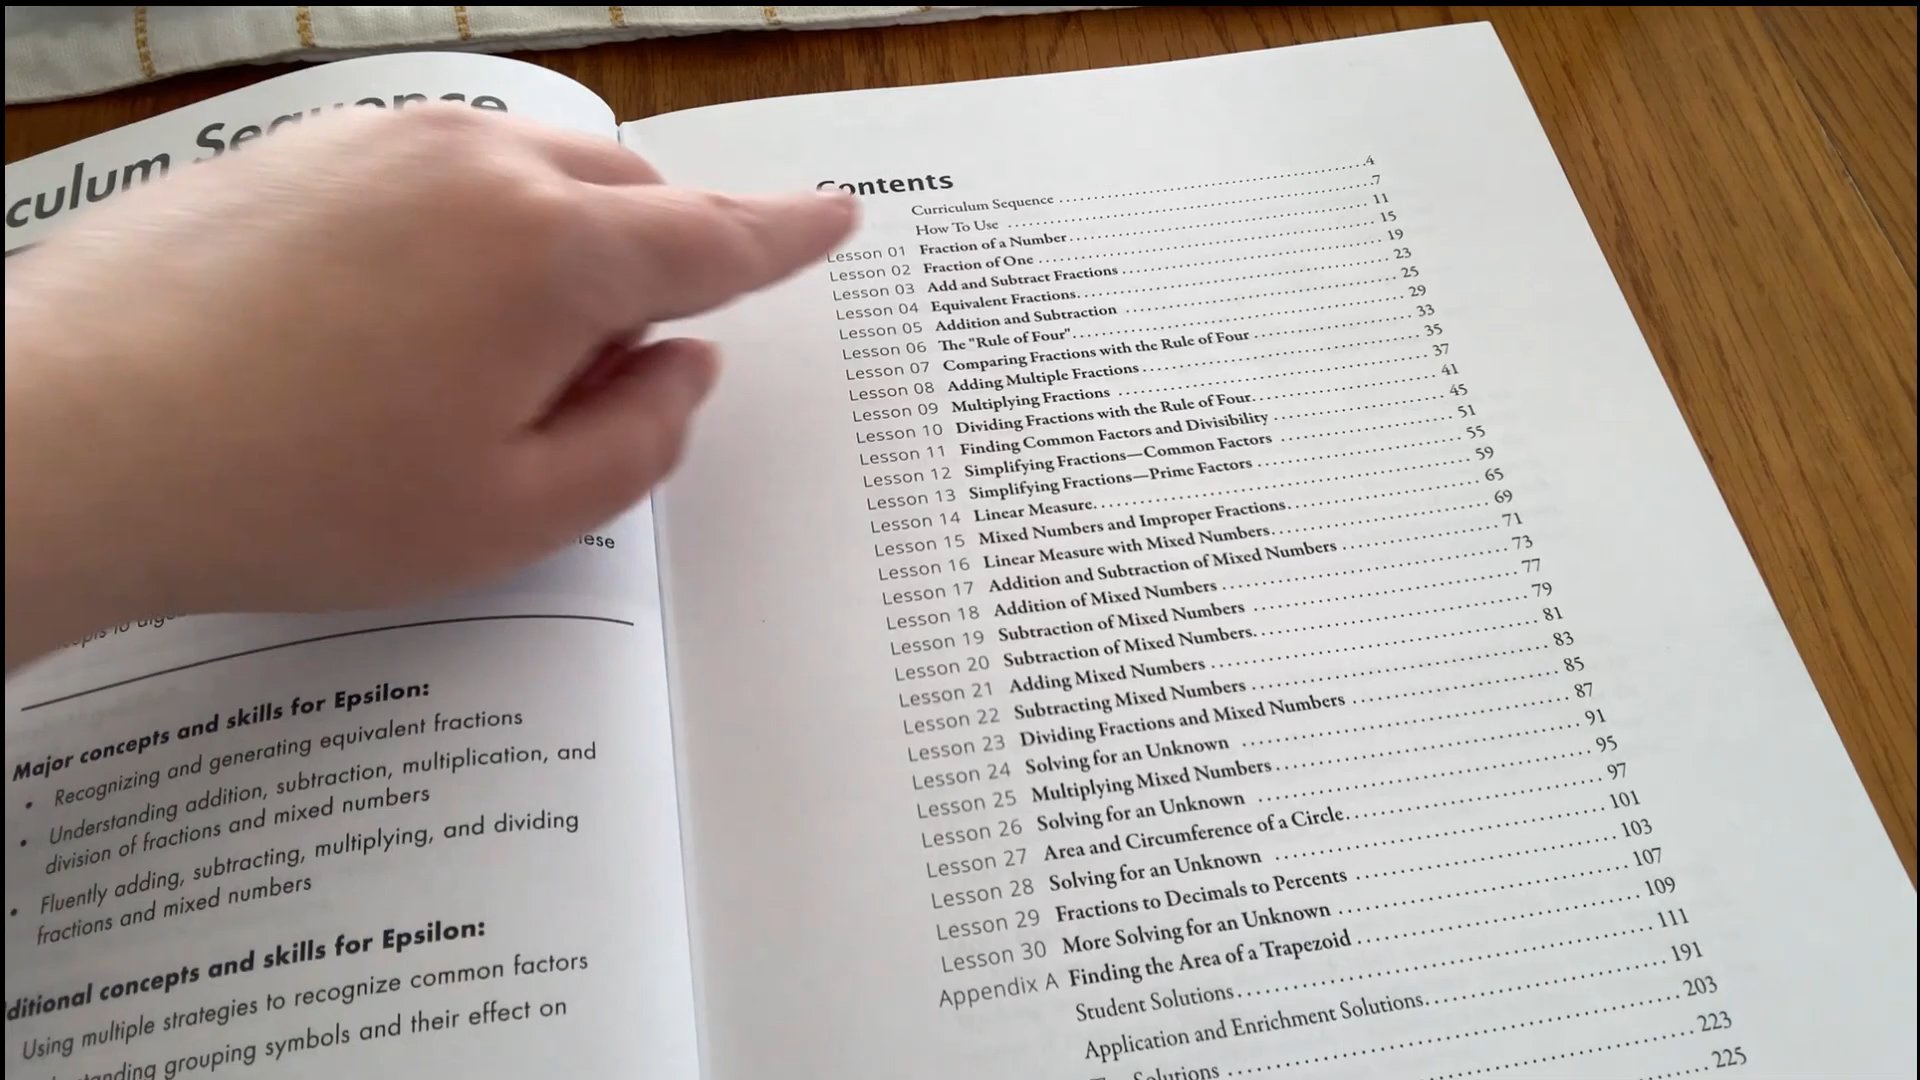 culum Sequence
hese
Major concepts and skills for Epsilon:
• Recognizing and generating equivalent fractions
• Understanding addition, subtraction, multiplication, and
division of fractions and mixed numbers
• Fluently adding, subtracting, multiplying, and dividing
fractions and mixed numbers
ditional concepts and skills for Epsilon:
Using multiple strategies to recognize common factors
anding grouping symbols and their effect on
Contents
Curriculum Sequence 4
How To Use 7
Lesson 01 Fraction of a Number 11
Lesson 02 Fraction of One 15
Lesson 03 Add and Subtract Fractions 19
Lesson 04 Equivalent Fractions 23
Lesson 05 Addition and Subtraction 25
Lesson 06 The "Rule of Four" 29
Lesson 07 Comparing Fractions with the Rule of Four 33
Lesson 08 Adding Multiple Fractions 35
Lesson 09 Multiplying Fractions 37
Lesson 10 Dividing Fractions with the Rule of Four 41
Lesson 11 Finding Common Factors and Divisibility 45
Lesson 12 Simplifying Fractions—Common Factors 51
Lesson 13 Simplifying Fractions—Prime Factors 55
Lesson 14 Linear Measure 59
Lesson 15 Mixed Numbers and Improper Fractions 65
Lesson 16 Linear Measure with Mixed Numbers 69
Lesson 17 Addition and Subtraction of Mixed Numbers 71
Lesson 18 Addition of Mixed Numbers 73
Lesson 19 Subtraction of Mixed Numbers 77
Lesson 20 Subtraction of Mixed Numbers 79
Lesson 21 Adding Mixed Numbers 81
Lesson 22 Subtracting Mixed Numbers 83
Lesson 23 Dividing Fractions and Mixed Numbers 85
Lesson 24 Solving for an Unknown 87
Lesson 25 Multiplying Mixed Numbers 91
Lesson 26 Solving for an Unknown 95
Lesson 27 Area and Circumference of a Circle 97
Lesson 28 Solving for an Unknown 101
Lesson 29 Fractions to Decimals to Percents 103
Lesson 30 More Solving for an Unknown 107
Appendix A Finding the Area of a Trapezoid 109
Student Solutions 111
Application and Enrichment Solutions 191
Solutions 203
223
225